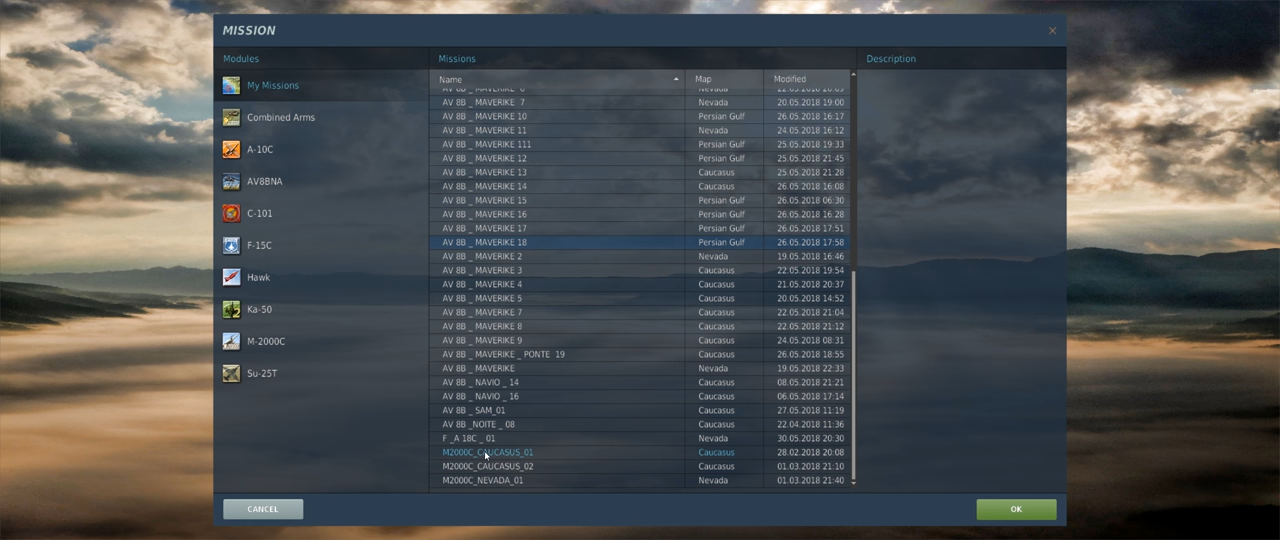 MISSION
Modules
Missions
Description
My Missions
Combined Arms
A-10C
AV8BNA
C-101
F-15C
Hawk
Ka-50
M-2000C
Su-25T
Name Map Modified
AV 8B _ MAVERIKE 7 Nevada 20.05.2018 19:00
AV 8B _ MAVERIKE 10 Persian Gulf 26.05.2018 16:17
AV 8B _ MAVERIKE 11 Nevada 24.05.2018 16:12
AV 8B _ MAVERIKE 111 Persian Gulf 25.05.2018 19:33
AV 8B _ MAVERIKE 12 Persian Gulf 25.05.2018 21:45
AV 8B _ MAVERIKE 13 Caucasus 25.05.2018 21:28
AV 8B _ MAVERIKE 14 Caucasus 26.05.2018 16:08
AV 8B _ MAVERIKE 15 Persian Gulf 26.05.2018 06:30
AV 8B _ MAVERIKE 16 Persian Gulf 26.05.2018 16:28
AV 8B _ MAVERIKE 17 Persian Gulf 26.05.2018 17:51
AV 8B _ MAVERIKE 18 Persian Gulf 26.05.2018 17:58
AV 8B _ MAVERIKE 2 Nevada 19.05.2018 16:46
AV 8B _ MAVERIKE 3 Caucasus 22.05.2018 19:54
AV 8B _ MAVERIKE 4 Caucasus 21.05.2018 20:37
AV 8B _ MAVERIKE 5 Caucasus 20.05.2018 14:52
AV 8B _ MAVERIKE 7 Caucasus 22.05.2018 21:04
AV 8B _ MAVERIKE 8 Caucasus 22.05.2018 21:12
AV 8B _ MAVERIKE 9 Caucasus 24.05.2018 08:31
AV 8B _ MAVERIKE _ PONTE 19 Caucasus 26.05.2018 18:55
AV 8B _ MAVERIKE Nevada 19.05.2018 22:33
AV 8B _ NAVIO _ 14 Caucasus 08.05.2018 21:21
AV 8B _ NAVIO _ 16 Caucasus 06.05.2018 17:14
AV 8B _ SAM_01 Caucasus 27.05.2018 11:19
AV 8B _NOITE _ 08 Caucasus 22.04.2018 11:36
F _A 18C _ 01 Nevada 30.05.2018 20:30
M2000C_CAUCASUS_01 Caucasus 28.02.2018 20:08
M2000C_CAUCASUS_02 Caucasus 01.03.2018 21:10
M2000C_NEVADA_01 Nevada 01.03.2018 21:40
CANCEL
OK